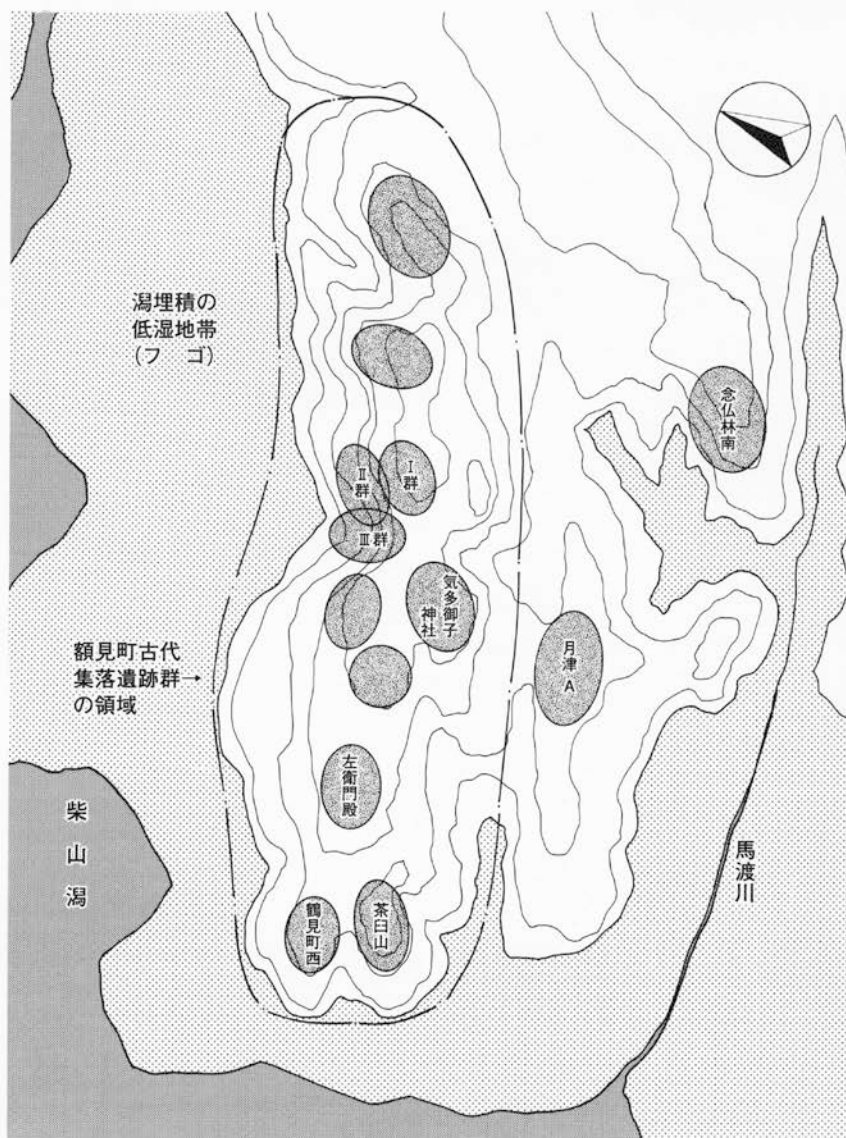 潟埋積の
低湿地帯
(フ ゴ)
念仏林南
Ⅰ群
Ⅱ群
Ⅲ群
気多御子
神社
月津A
額見町古代
集落遺跡群→
の領域
左衛門殿
柴山潟
馬渡川
鶴見町西
茶臼山